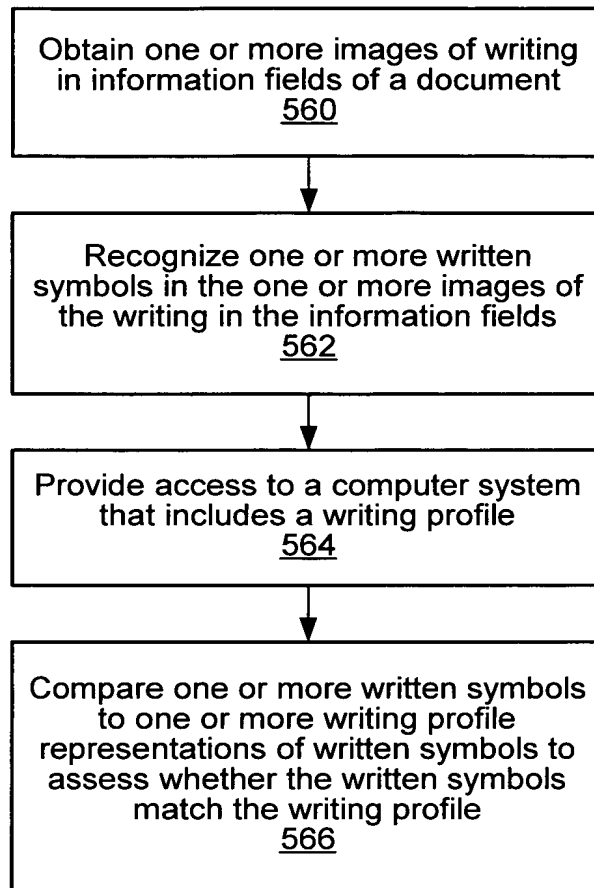 Obtain one or more images of writing
in information fields of a document
560
Recognize one or more written
symbols in the one or more images of
the writing in the information fields
562
Provide access to a computer system
that includes a writing profile
564
Compare one or more written symbols
to one or more writing profile
representations of written symbols to
assess whether the written symbols
match the writing profile
566